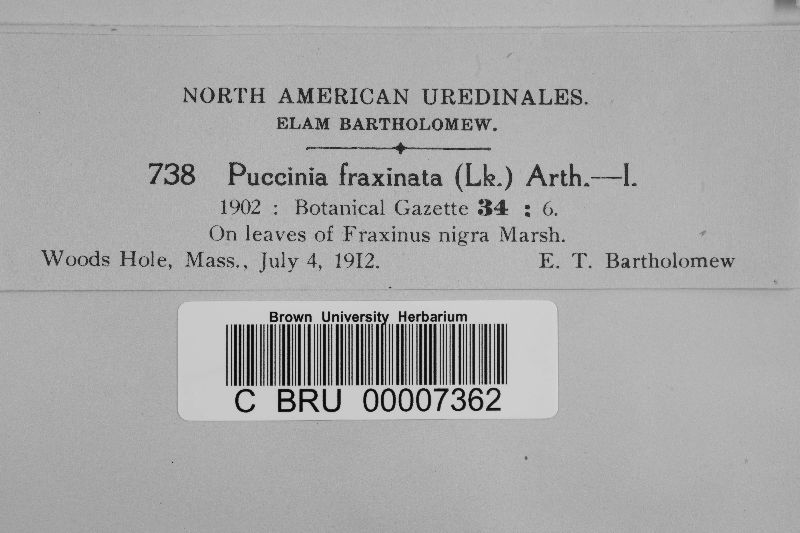 NORTH AMERICAN UREDINALES.
ELAM BARTHOLOMEW.
738 Puccinia fraxinata (Lk.) Arth.—I.
1902 : Botanical Gazette 34 : 6.
On leaves of Fraxinus nigra Marsh.
Woods Hole, Mass., July 4, 1912. E. T. Bartholomew
Brown University Herbarium
C BRU 00007362